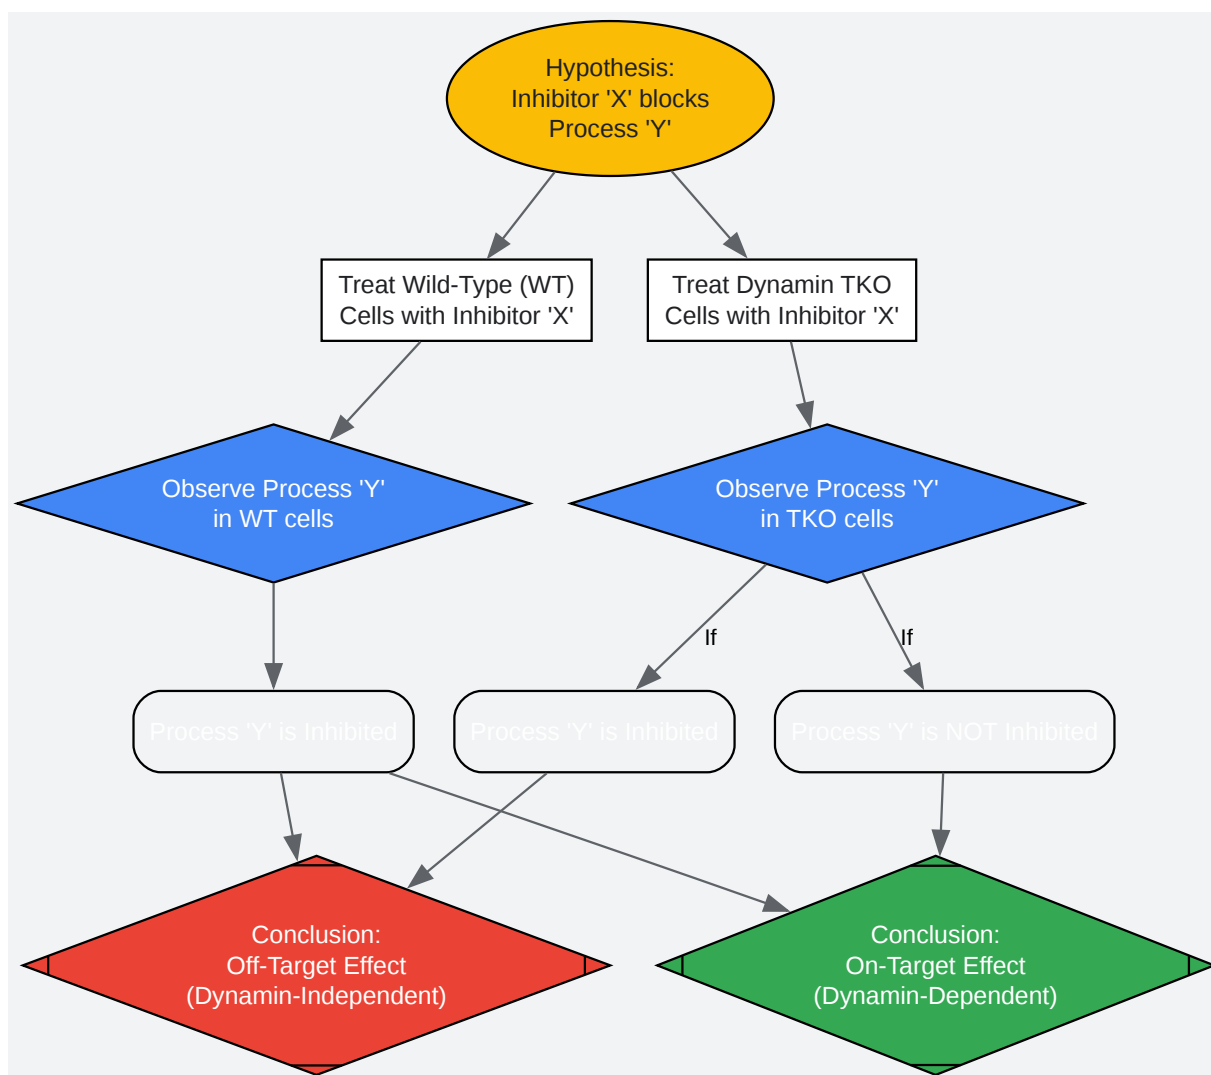 Hypothesis:
Inhibitor 'X' blocks
Process 'Y'
Treat Wild-Type (WT)
Cells with Inhibitor 'X'
Treat Dynamin TKO
Cells with Inhibitor 'X'
Observe Process 'Y'
in WT cells
Observe Process 'Y'
in TKO cells
If
If
Process 'Y' is Inhibited
Process 'Y' is Inhibited
Process 'Y' is NOT Inhibited
Conclusion:
Off-Target Effect
(Dynamin-Independent)
Conclusion:
On-Target Effect
(Dynamin-Dependent)